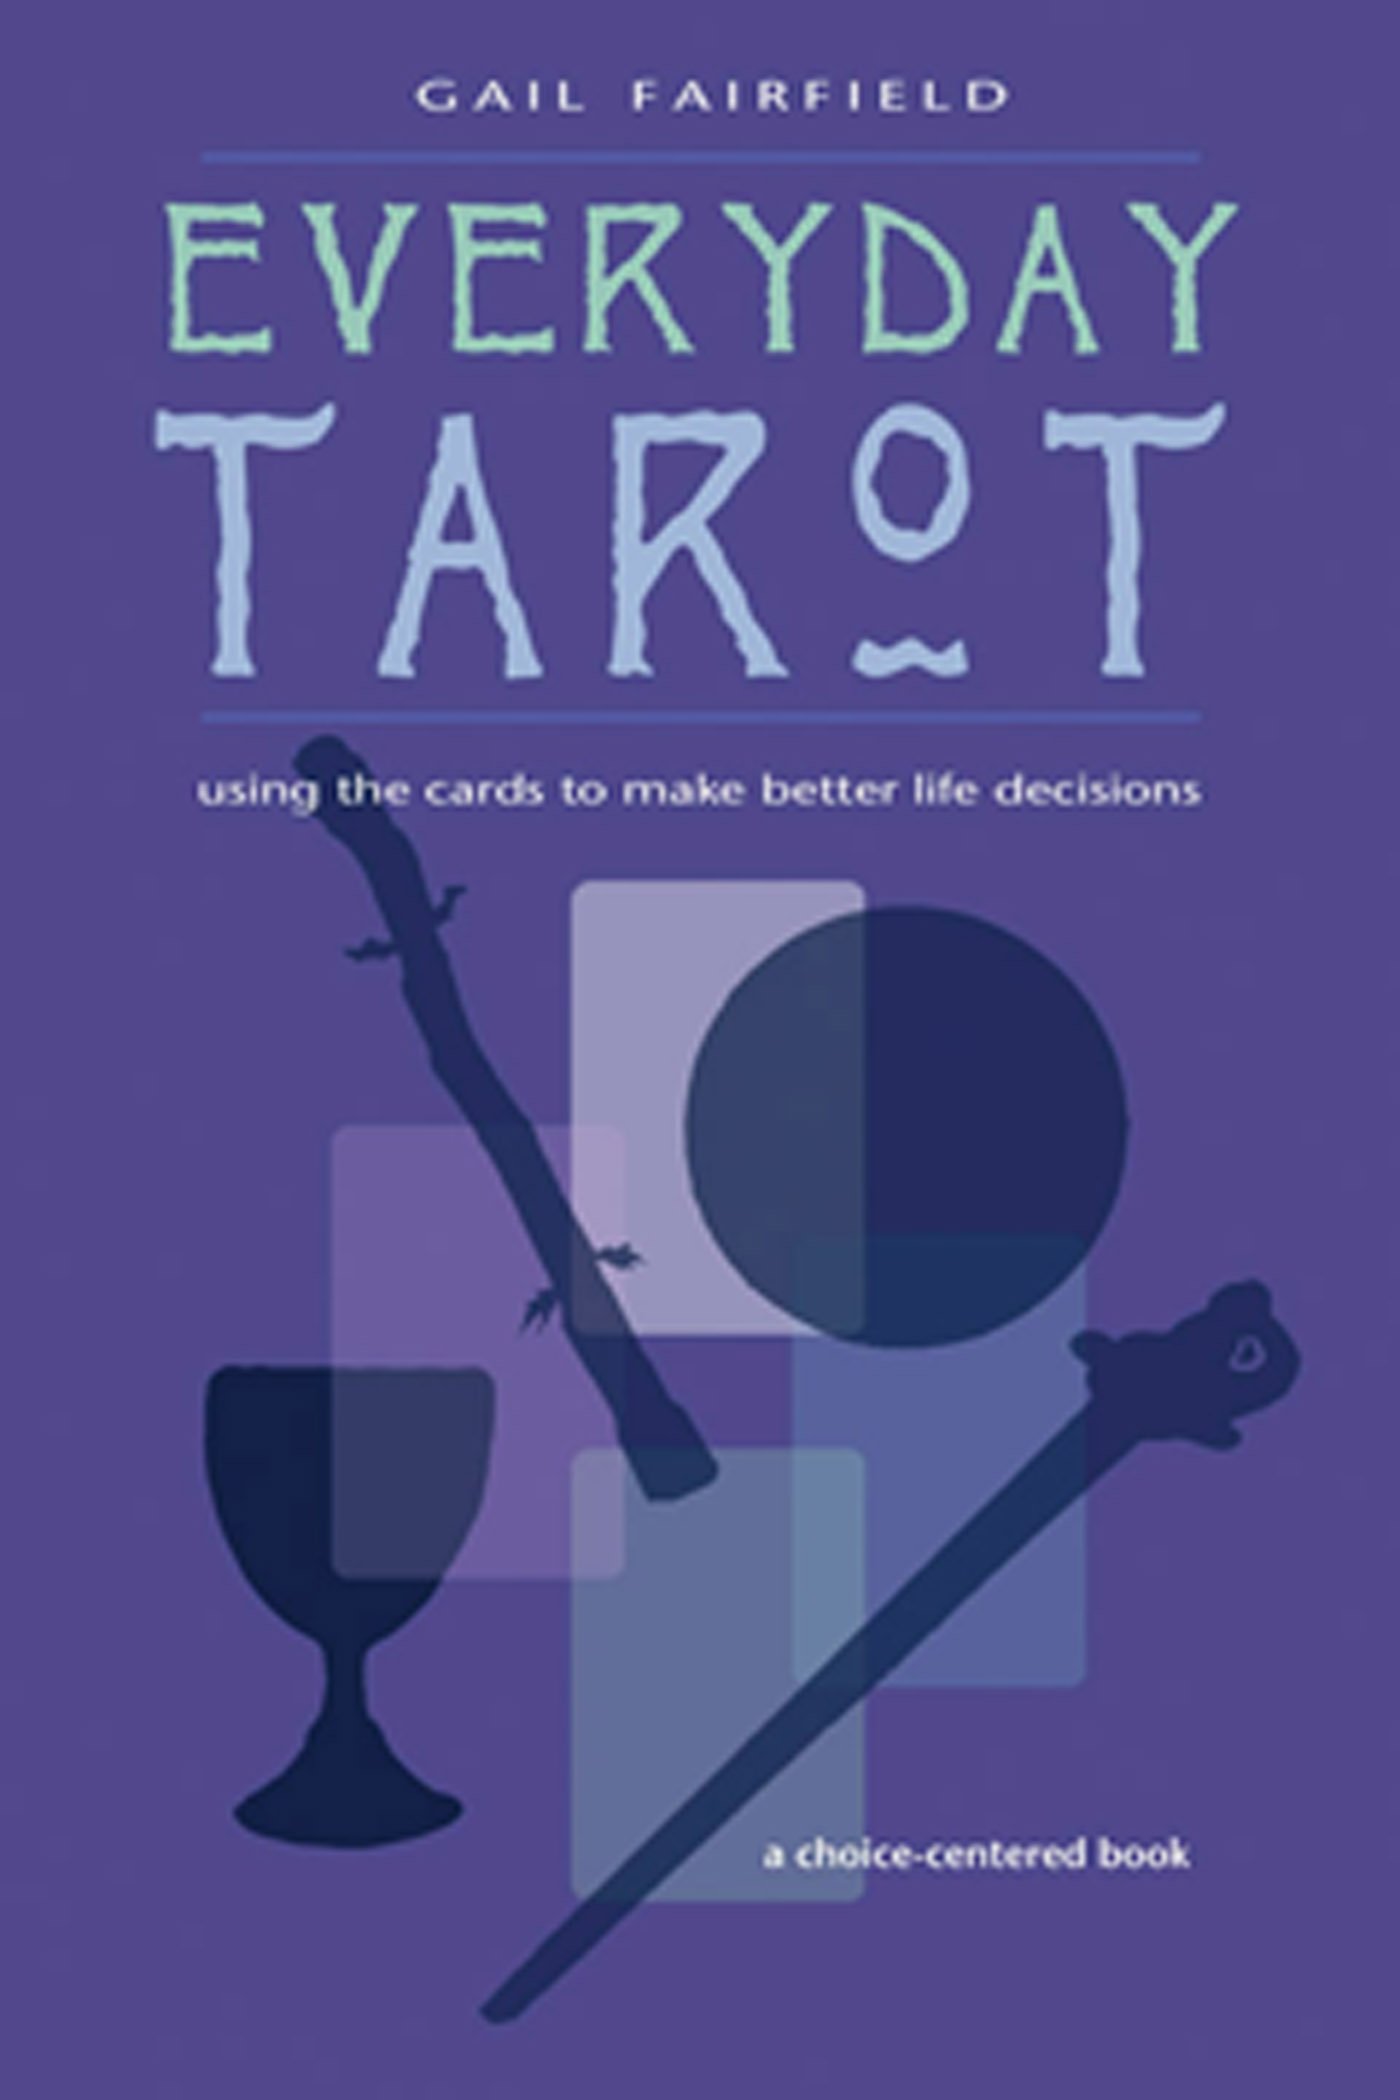 GAIL FAIRFIELD
EVERYDAY
TAROT
using the cards to make better life decisions
a choice-centered book